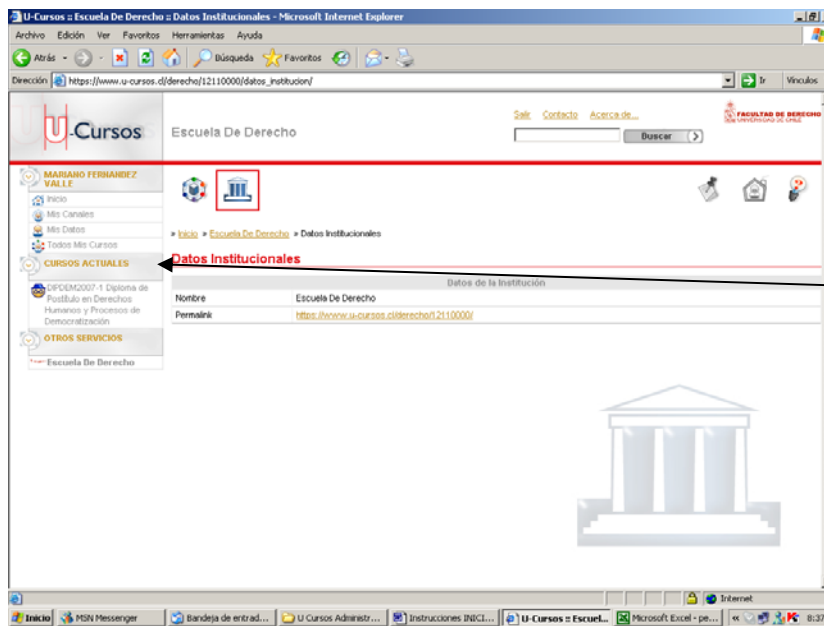 U-Cursos :: Escuela De Derecho :: Datos Institucionales - Microsoft Internet Explorer
Archivo Edición Ver Favoritos Herramientas Ayuda
Atrás Búsqueda Favoritos
Dirección https://www.u-cursos.cl/derecho/12110000/datos_institucion/ Ir Vínculos
U-Cursos
Escuela De Derecho
Salir Contacto Acerca de...
Buscar
FACULTAD DE DERECHO
UNIVERSIDAD DE CHILE
MARIANO FERNANDEZ
VALLE
Inicio
Mis Canales
Mis Datos
Todos Mis Cursos
CURSOS ACTUALES
DIPDEM2007-1 Diploma de
Postítulo en Derechos
Humanos y Procesos de
Democratización
OTROS SERVICIOS
Escuela De Derecho
» Inicio » Escuela De Derecho » Datos Institucionales
Datos Institucionales
Datos de la Institución
Nombre Escuela De Derecho
Permalink https://www.u-cursos.cl/derecho/12110000/
Internet
Inicio MSN Messenger Bandeja de entrad... U Cursos Administr... Instrucciones INICI... U-Cursos :: Escuel... Microsoft Excel - pe... « 8:37